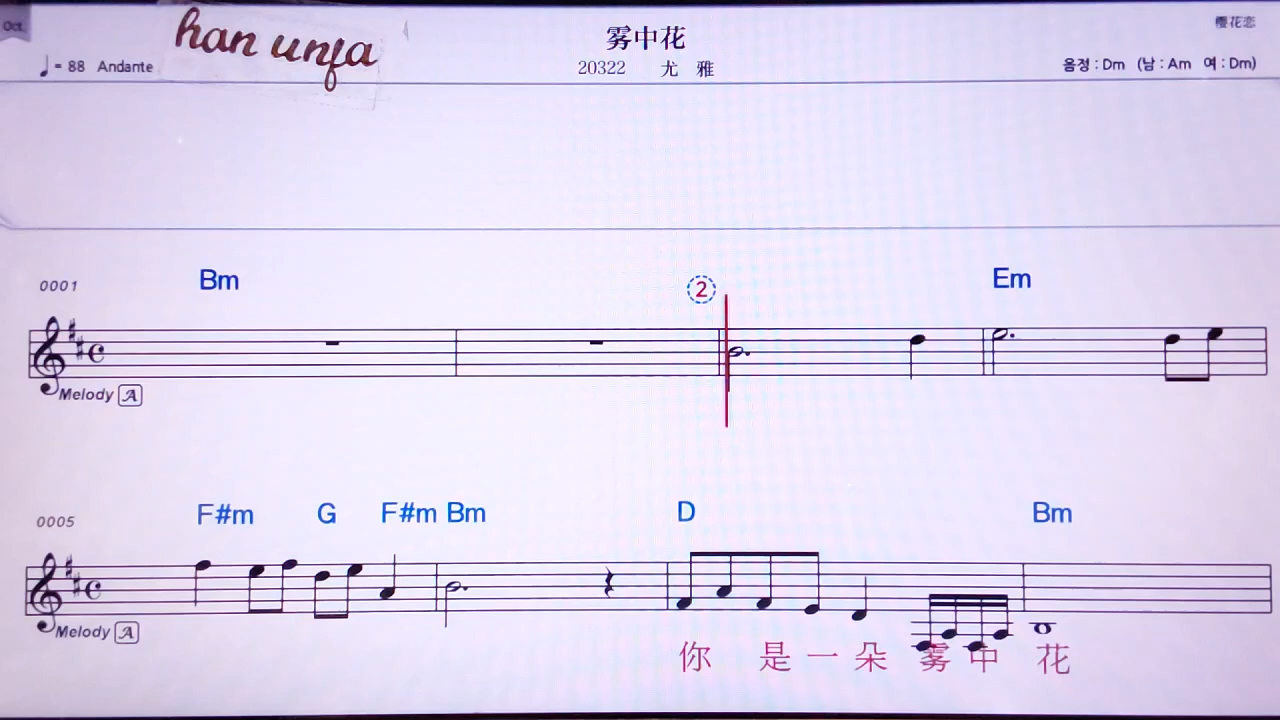 Oct.
han unfa
雾中花
樱花恋
♩= 88 Andante
20322 尤 雅
음정 : Dm (남 : Am 여 : Dm)
②
0001 Bm Em
Melody A
0005 F#m G F#m Bm D Bm
Melody A
你 是 一 朵 雾 中 花